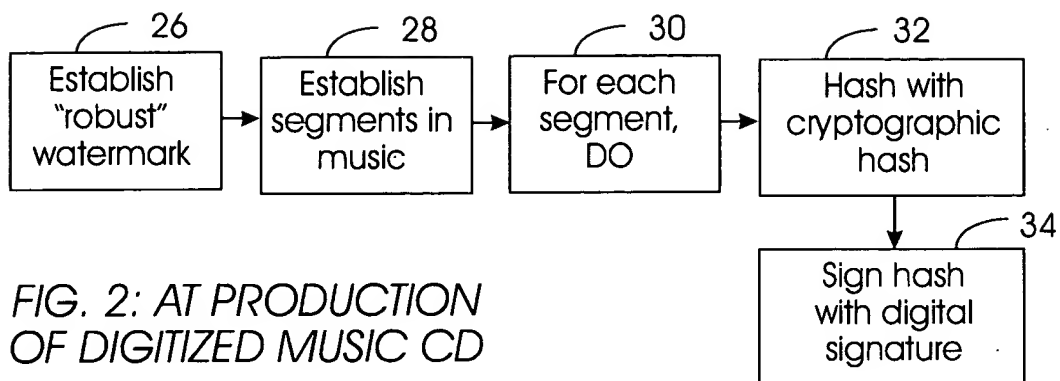 26
Establish
"robust"
watermark
28
Establish
segments in
music
30
For each
segment,
DO
32
Hash with
cryptographic
hash
34
Sign hash
with digital
signature
FIG. 2: AT PRODUCTION
OF DIGITIZED MUSIC CD